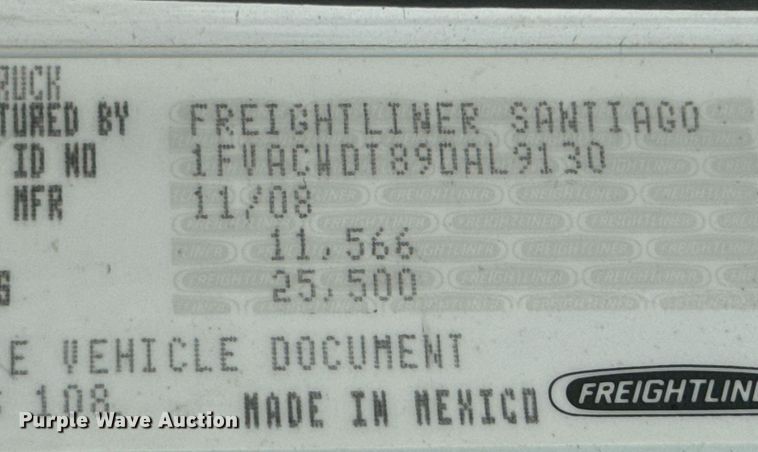 RUCK
TURED BY FREIGHTLINER SANTIAGO
ID NO 1FVACWDT89DAL9130
MFR 11/08
11,566
25,500
E VEHICLE DOCUMENT
108 MADE IN MEXICO FREIGHTLINE
Purple Wave Auction